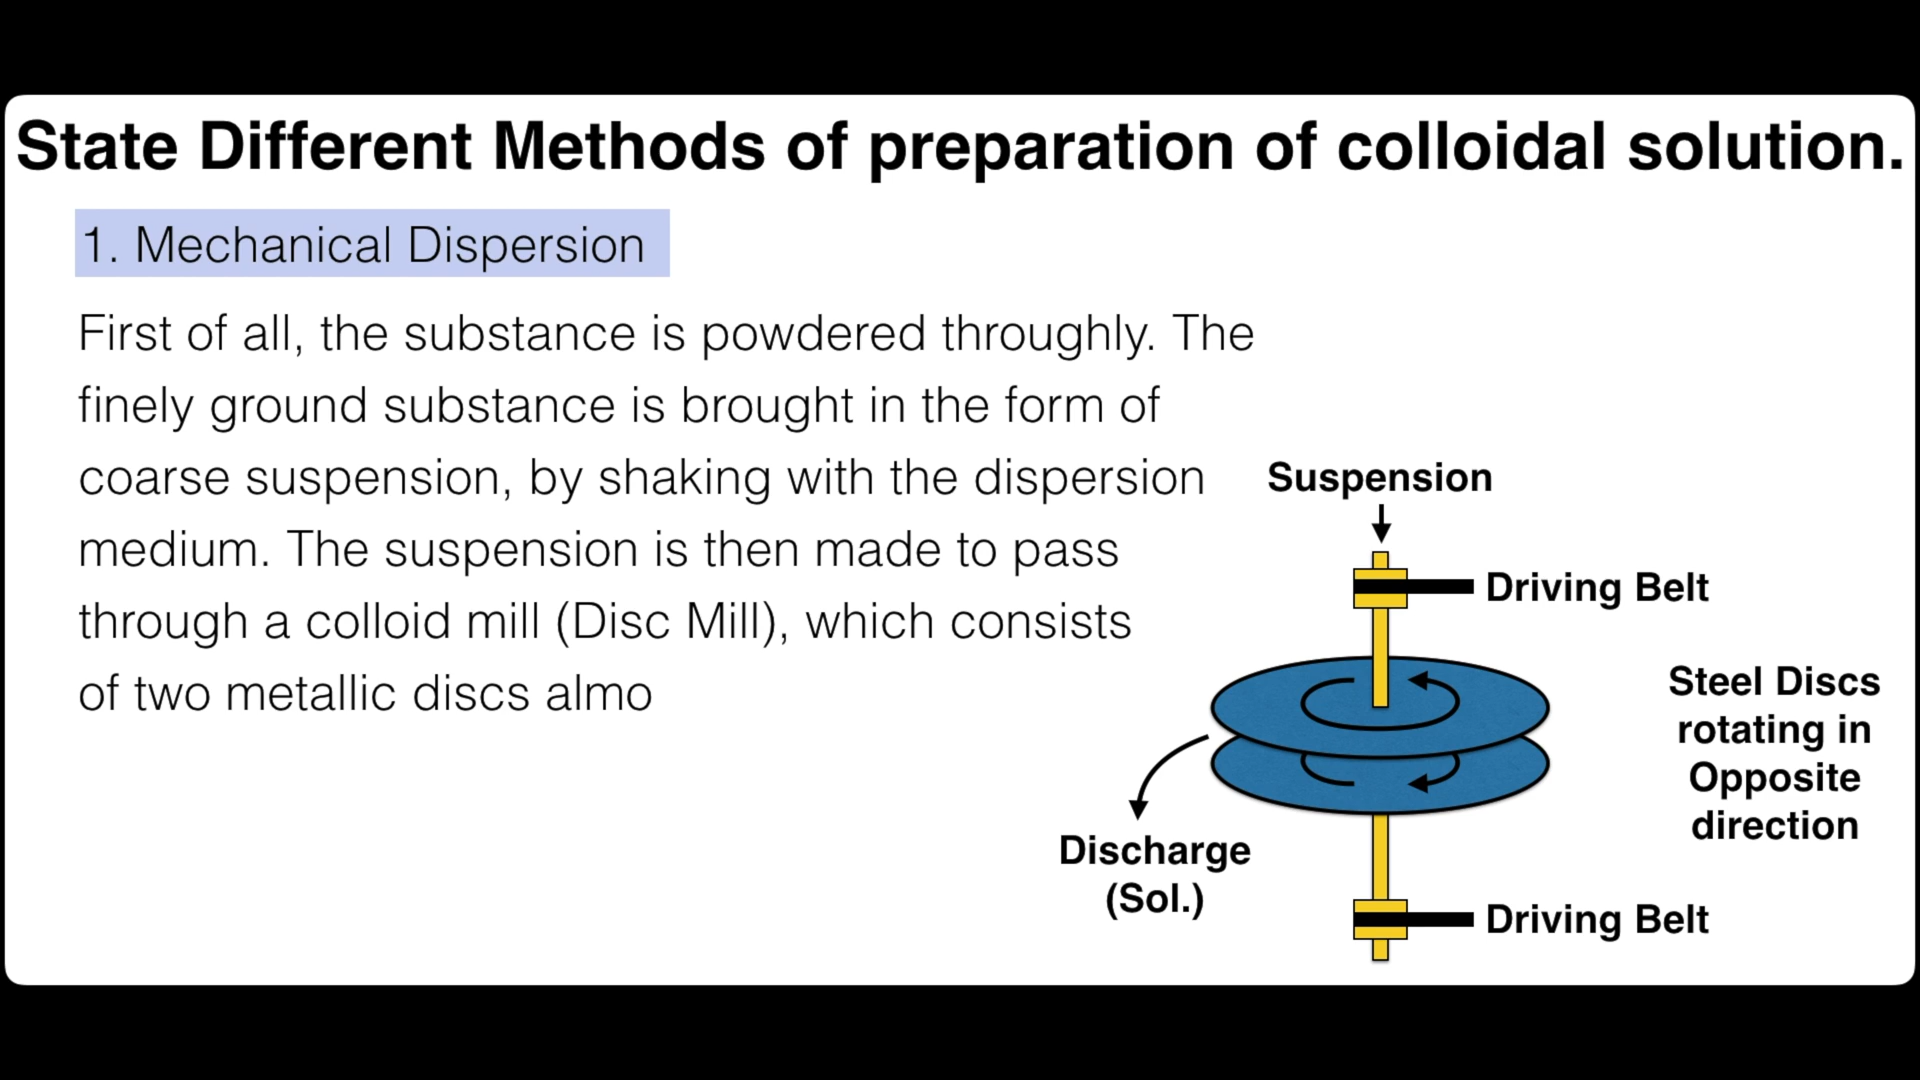 State Different Methods of preparation of colloidal solution.
1. Mechanical Dispersion
First of all, the substance is powdered throughly. The
finely ground substance is brought in the form of
coarse suspension, by shaking with the dispersion
medium. The suspension is then made to pass
through a colloid mill (Disc Mill), which consists
of two metallic discs almo
Suspension
Driving Belt
Steel Discs
rotating in
Opposite
direction
Discharge
(Sol.)
Driving Belt